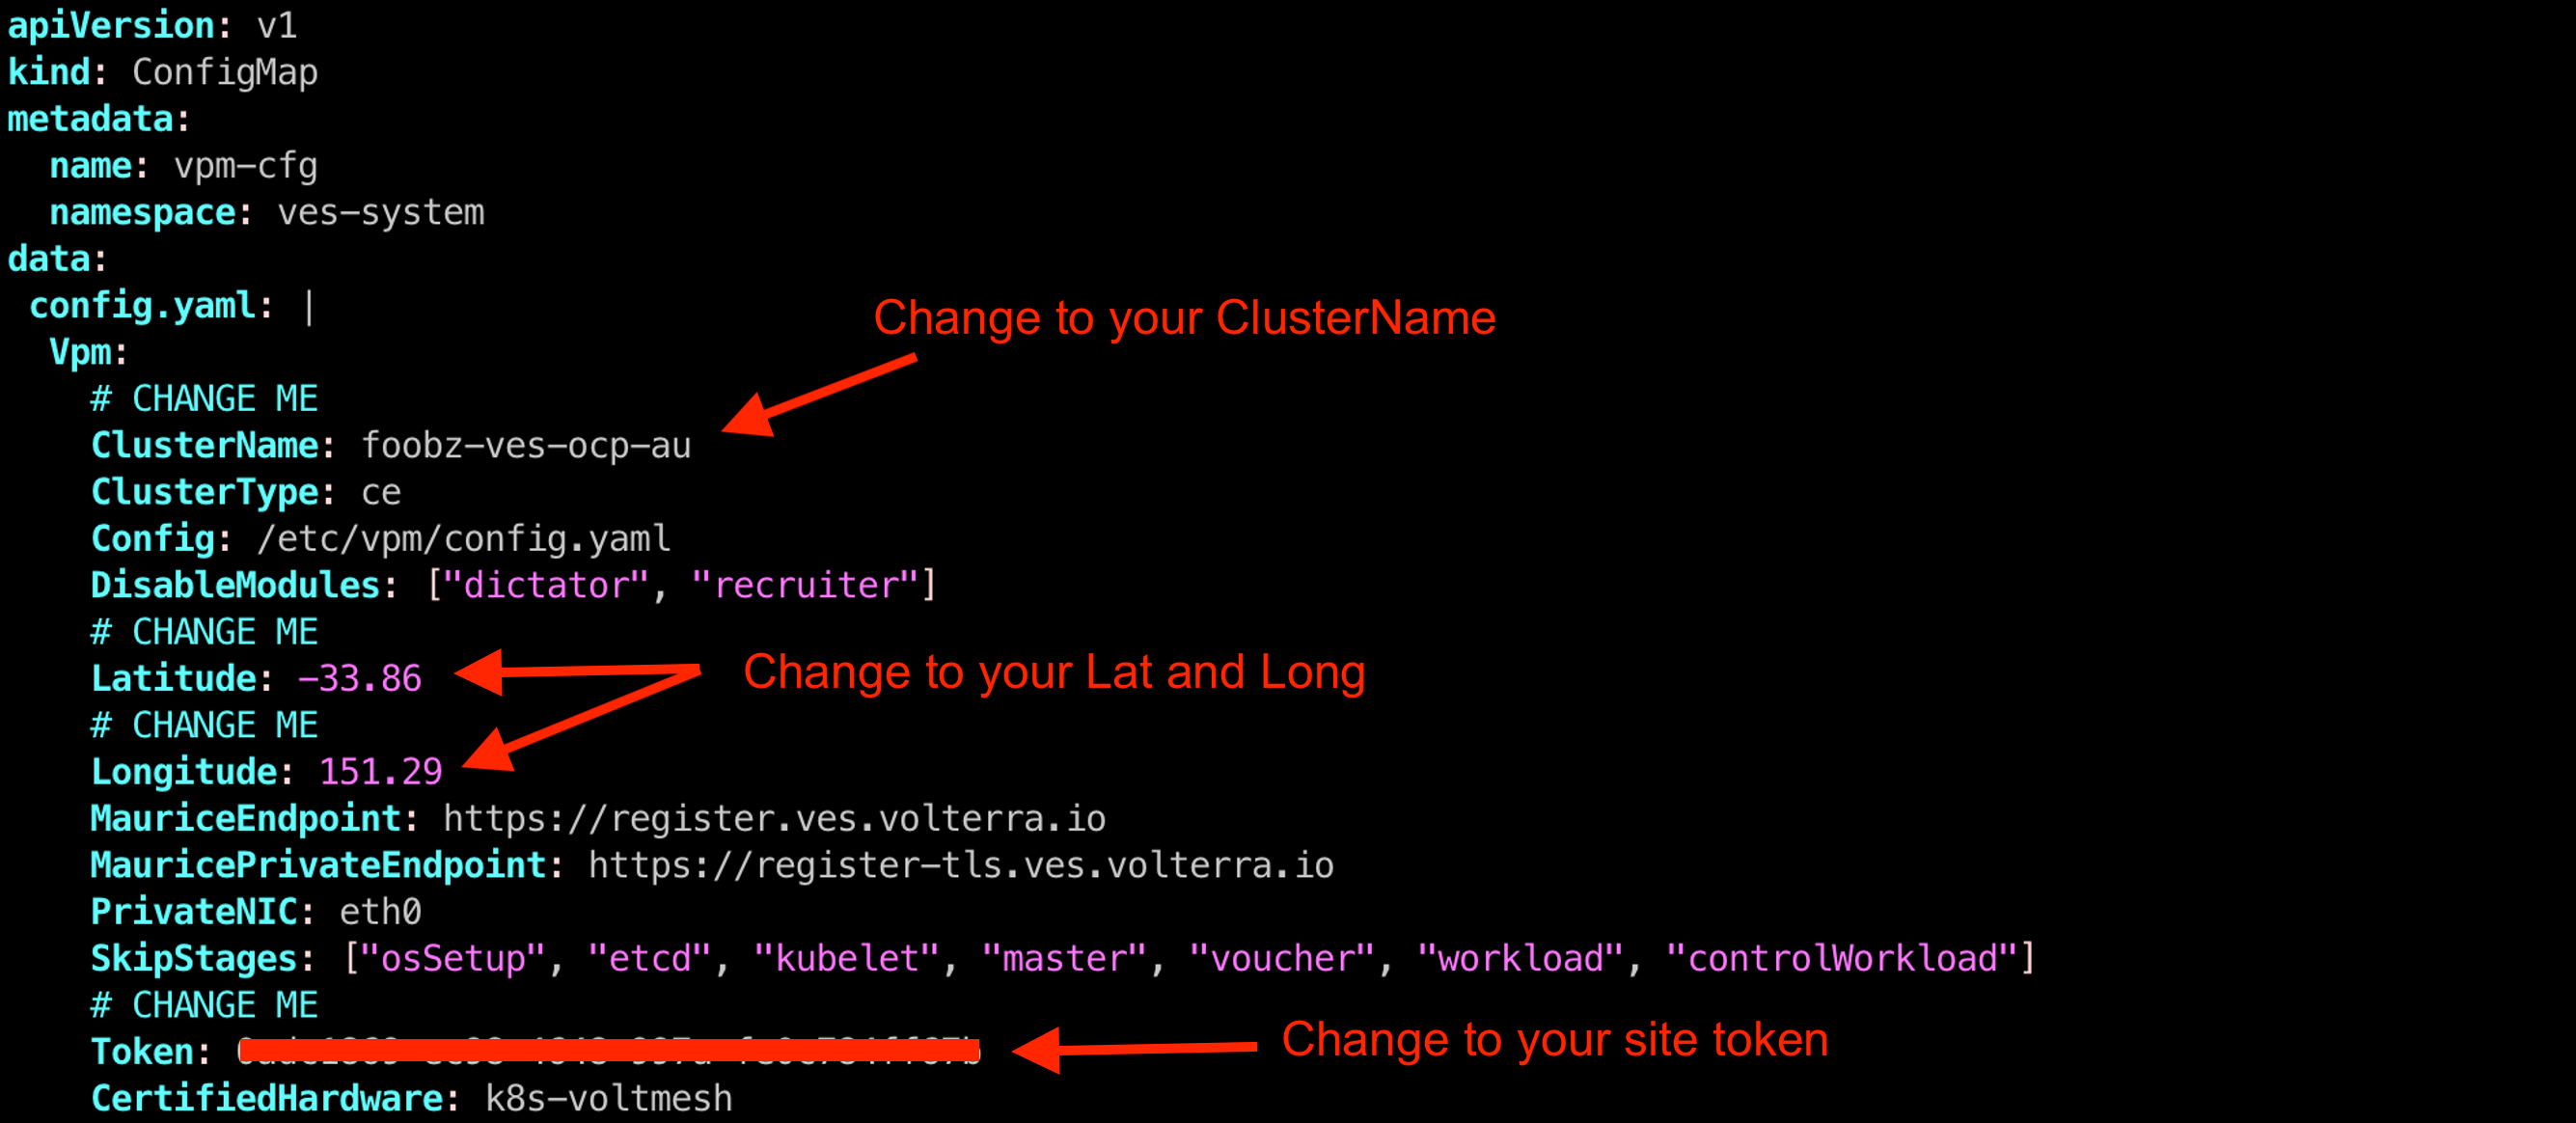 apiVersion: v1
kind: ConfigMap
metadata:
  name: vpm-cfg
  namespace: ves-system
data:
 config.yaml: |
Change to your ClusterName
  Vpm:
    # CHANGE ME
    ClusterName: foobz-ves-ocp-au
    ClusterType: ce
    Config: /etc/vpm/config.yaml
    DisableModules: ["dictator", "recruiter"]
    # CHANGE ME
    Latitude: -33.86
Change to your Lat and Long
    # CHANGE ME
    Longitude: 151.29
    MauriceEndpoint: https://register.ves.volterra.io
    MauricePrivateEndpoint: https://register-tls.ves.volterra.io
    PrivateNIC: eth0
    SkipStages: ["osSetup", "etcd", "kubelet", "master", "voucher", "workload", "controlWorkload"]
    # CHANGE ME
    Token:
Change to your site token
    CertifiedHardware: k8s-voltmesh